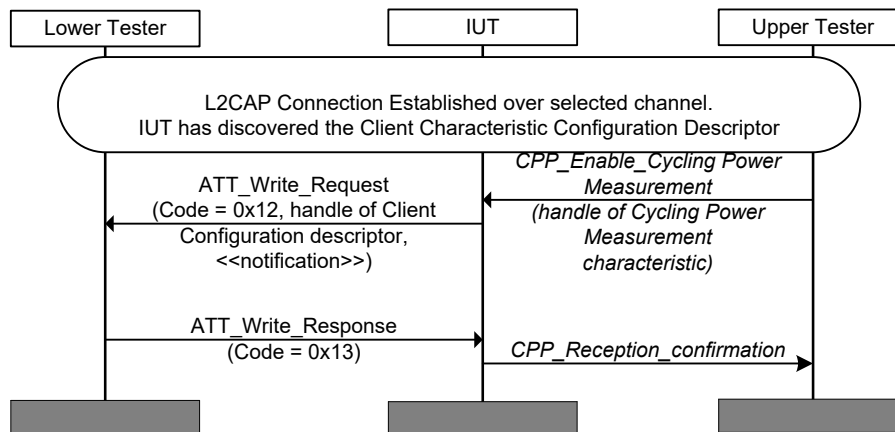 Lower Tester
IUT
Upper Tester
L2CAP Connection Established over selected channel.
IUT has discovered the Client Characteristic Configuration Descriptor
CPP_Enable_Cycling Power
Measurement
(handle of Cycling Power
Measurement
characteristic)
ATT_Write_Request
(Code = 0x12, handle of Client
Configuration descriptor,
<<notification>>)
ATT_Write_Response
(Code = 0x13)
CPP_Reception_confirmation